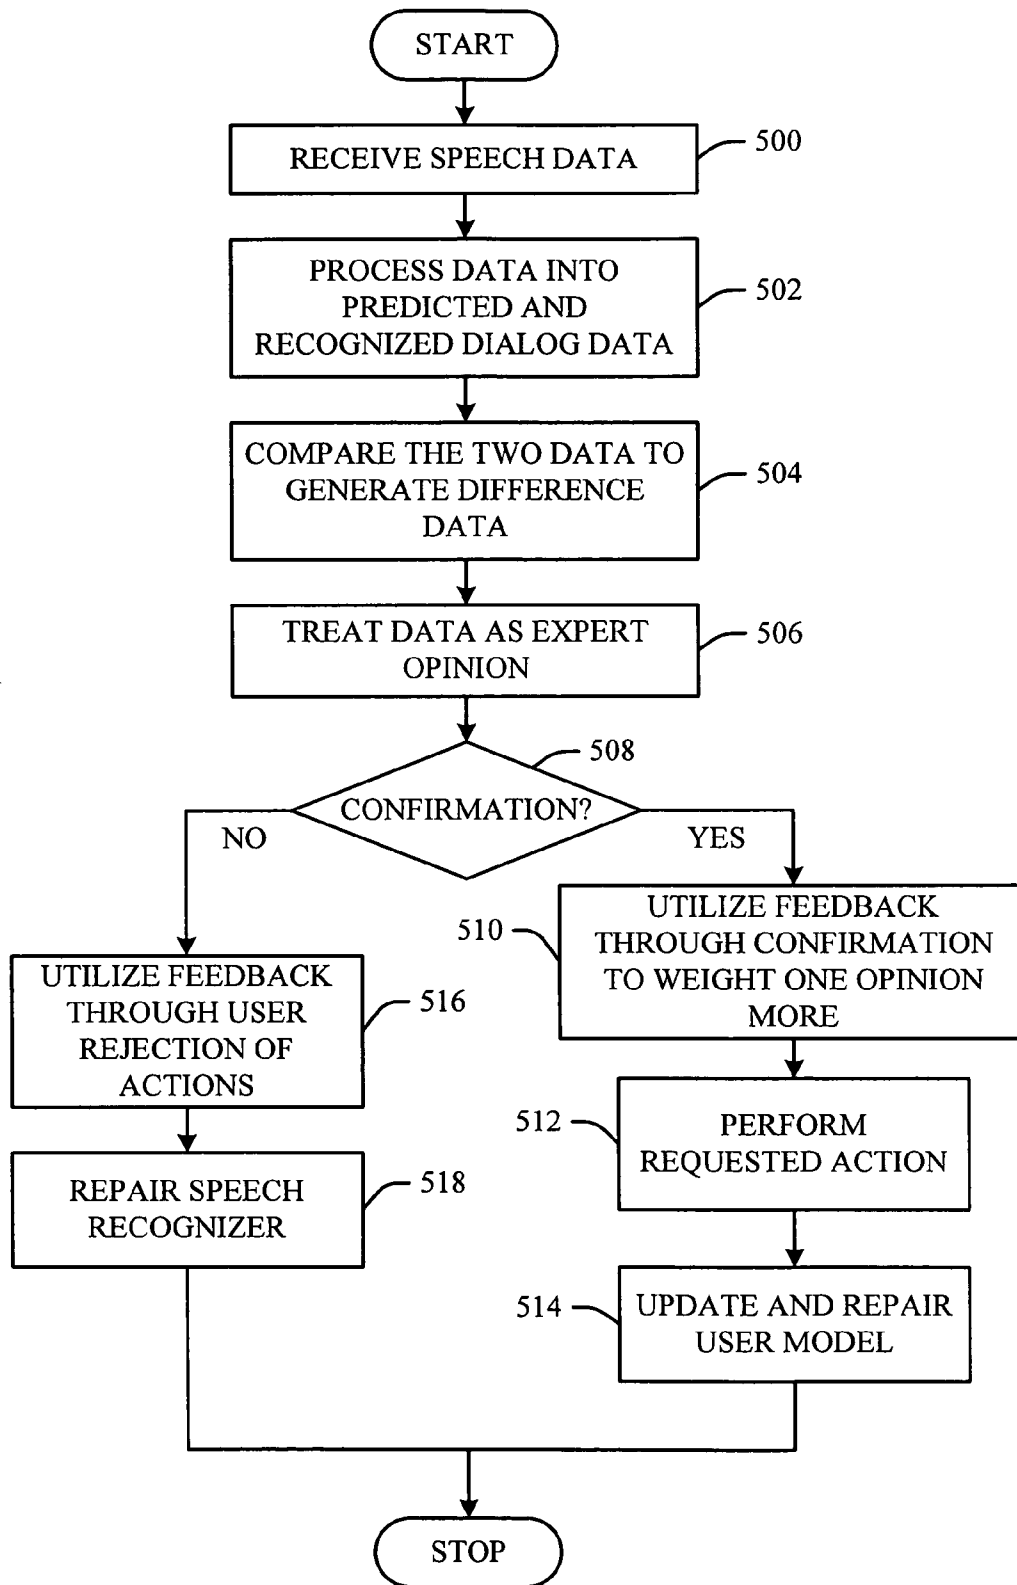 START
RECEIVE SPEECH DATA
500
PROCESS DATA INTO
PREDICTED AND
RECOGNIZED DIALOG DATA
502
COMPARE THE TWO DATA TO
GENERATE DIFFERENCE
DATA
504
TREAT DATA AS EXPERT
OPINION
506
508
CONFIRMATION?
NO
YES
510
UTILIZE FEEDBACK
THROUGH CONFIRMATION
TO WEIGHT ONE OPINION
MORE
UTILIZE FEEDBACK
THROUGH USER
REJECTION OF
ACTIONS
516
512
PERFORM
REQUESTED ACTION
REPAIR SPEECH
RECOGNIZER
518
514
UPDATE AND REPAIR
USER MODEL
STOP